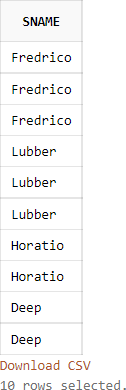 SNAME
Fredrico
Fredrico
Fredrico
Lubber
Lubber
Lubber
Horatio
Horatio
Deep
Deep
Download CSV
10 rows selected.